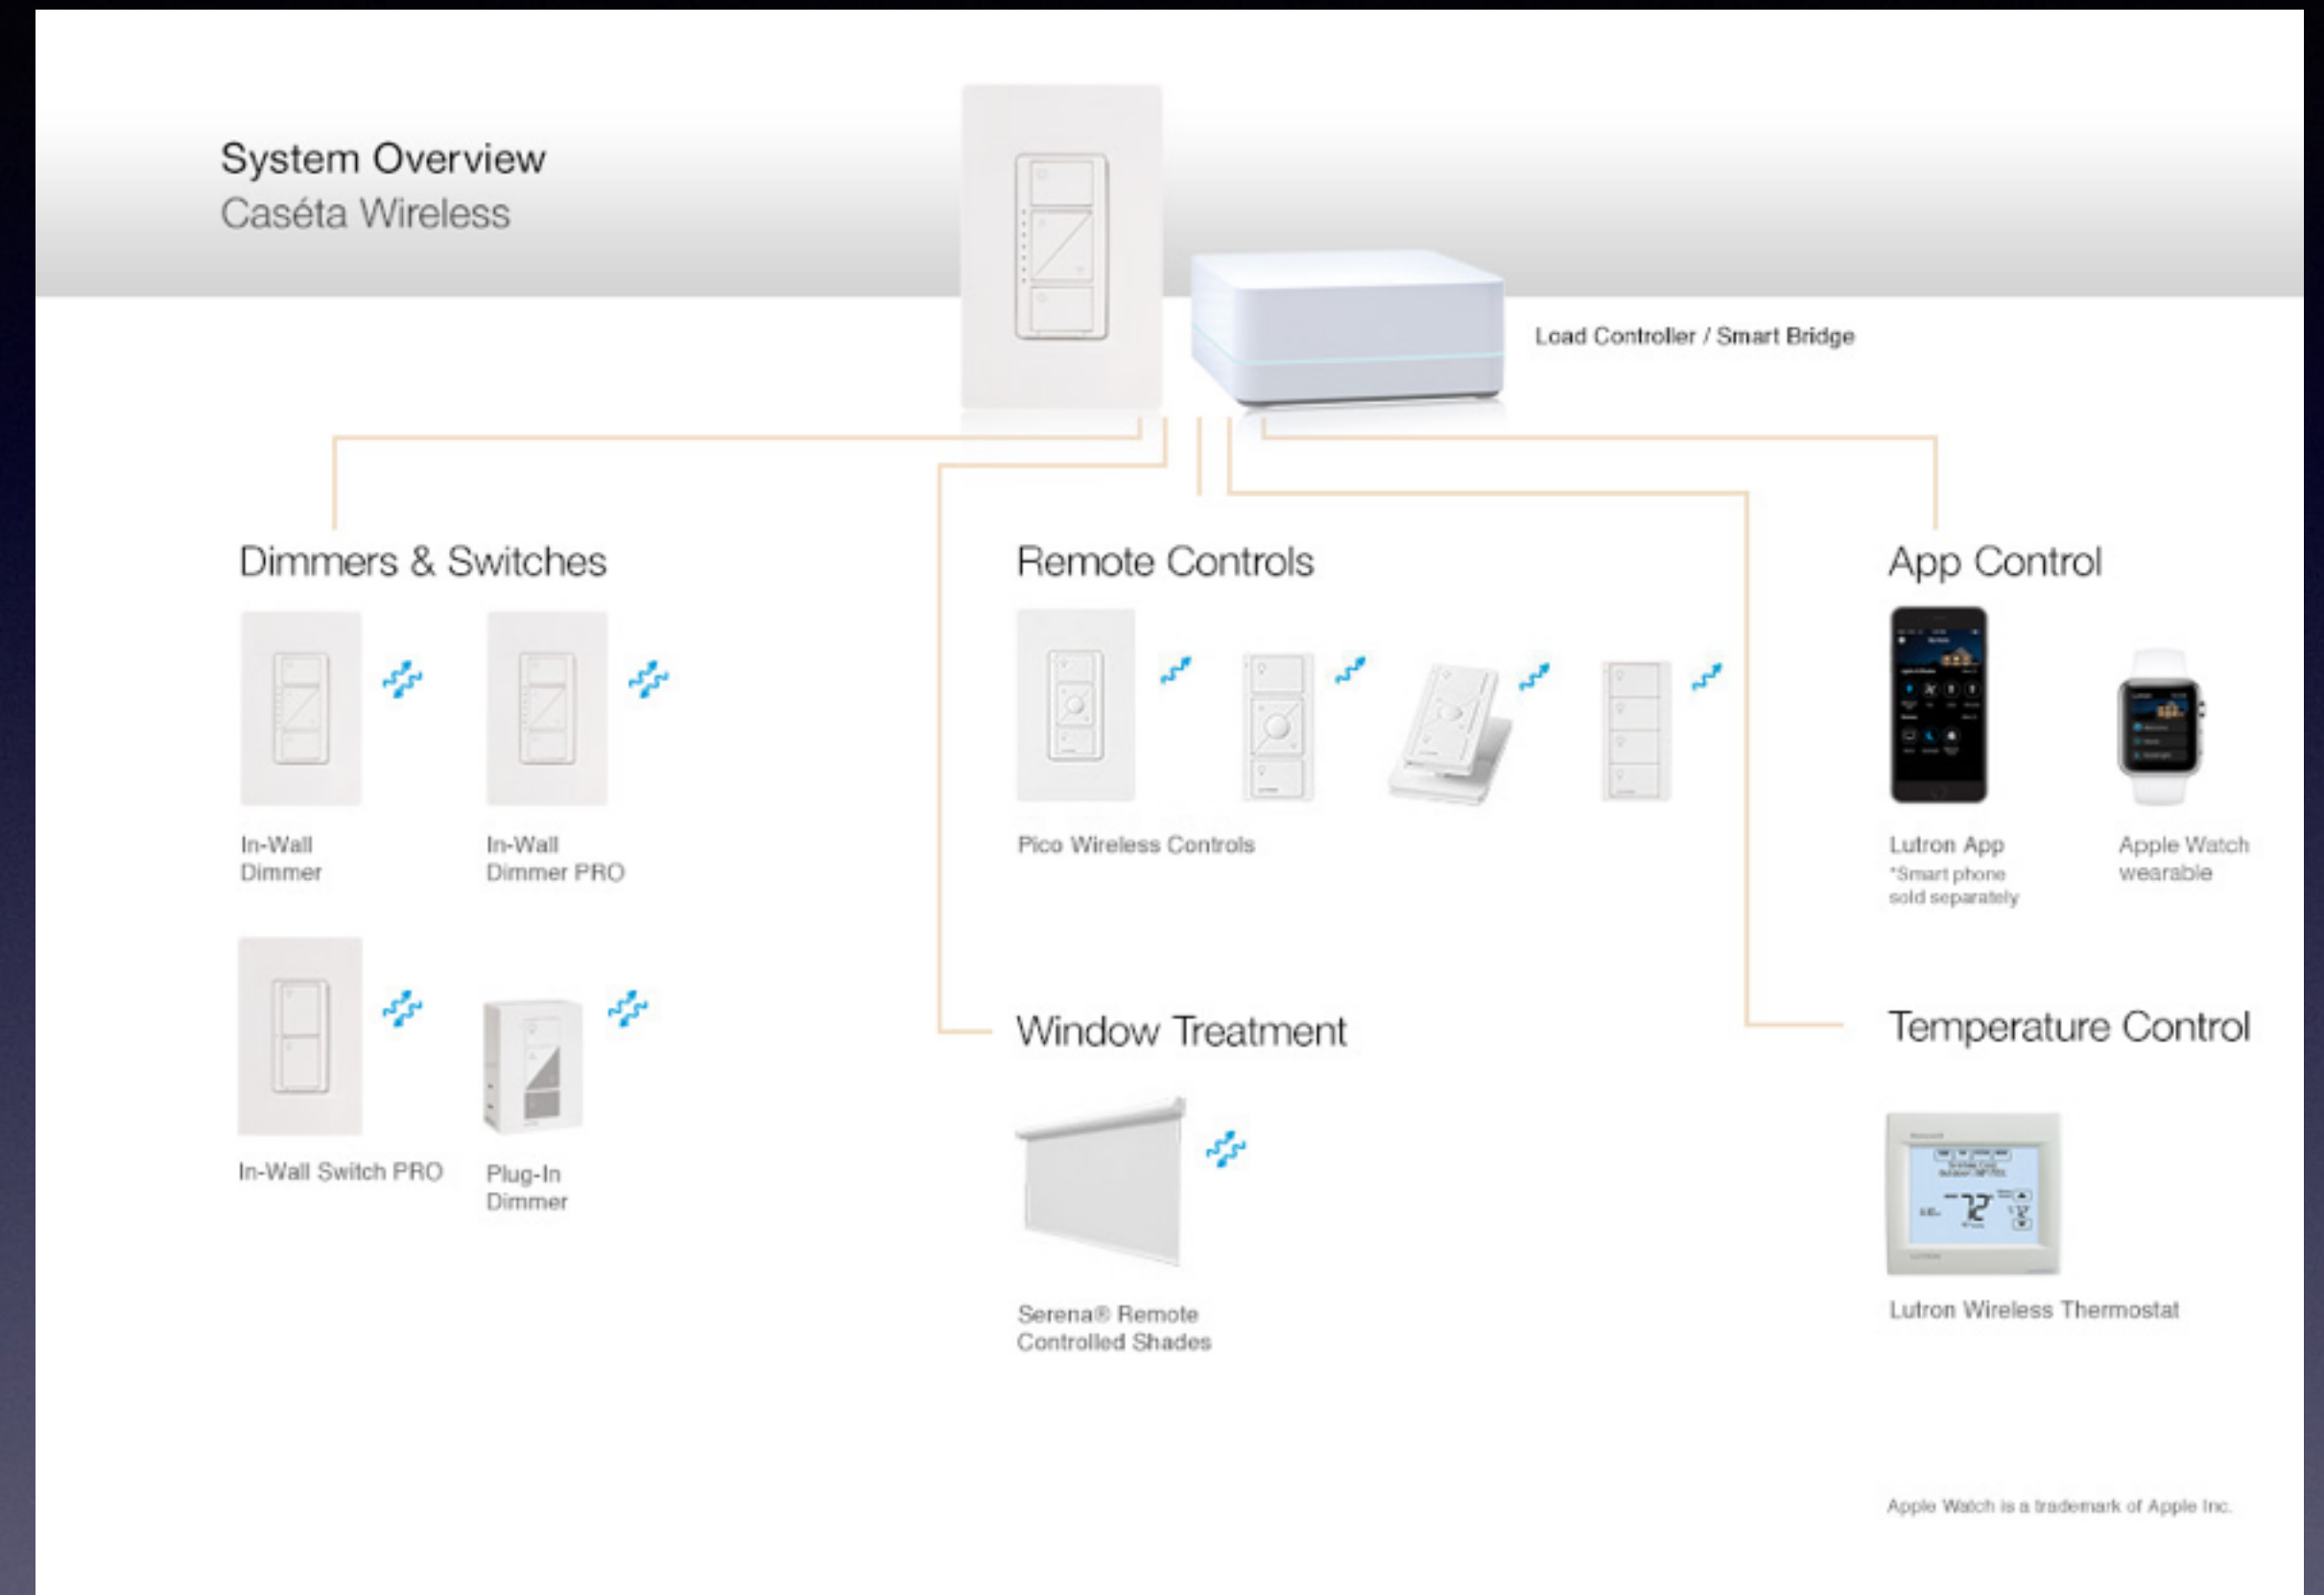 System Overview
Caséta Wireless
Load Controller / Smart Bridge
Dimmers & Switches
In-Wall
Dimmer
In-Wall
Dimmer PRO
In-Wall Switch PRO
Plug-In
Dimmer
Remote Controls
Pico Wireless Controls
Window Treatment
Serena® Remote
Controlled Shades
App Control
Lutron App
*Smart phone
sold separately
Apple Watch
wearable
Temperature Control
72
Lutron Wireless Thermostat
Apple Watch is a trademark of Apple Inc.